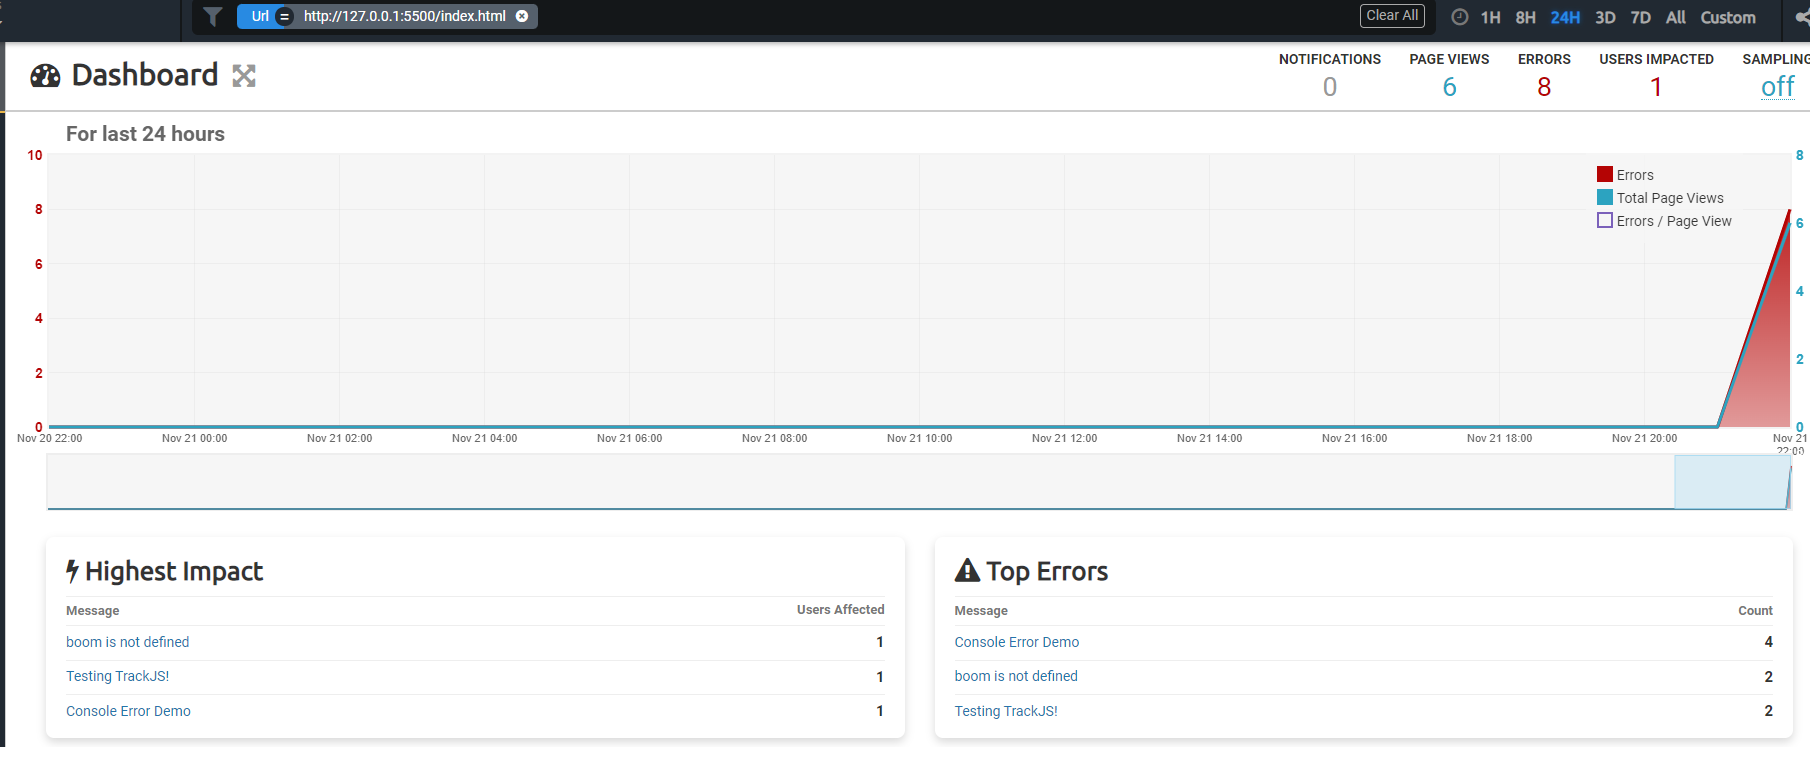 Url = http://127.0.0.1:5500/index.html
Clear All
1H 8H 24H 3D 7D All Custom
Dashboard
NOTIFICATIONS PAGE VIEWS ERRORS USERS IMPACTED SAMPLING
0 6 8 1 off
For last 24 hours
10
8
6
4
2
0
8
6
4
2
0
Errors
Total Page Views
Errors / Page View
Nov 20 22:00 Nov 21 00:00 Nov 21 02:00 Nov 21 04:00 Nov 21 06:00 Nov 21 08:00 Nov 21 10:00 Nov 21 12:00 Nov 21 14:00 Nov 21 16:00 Nov 21 18:00 Nov 21 20:00 Nov 21
22:00
Highest Impact
Message Users Affected
boom is not defined 1
Testing TrackJS! 1
Console Error Demo 1
Top Errors
Message Count
Console Error Demo 4
boom is not defined 2
Testing TrackJS! 2